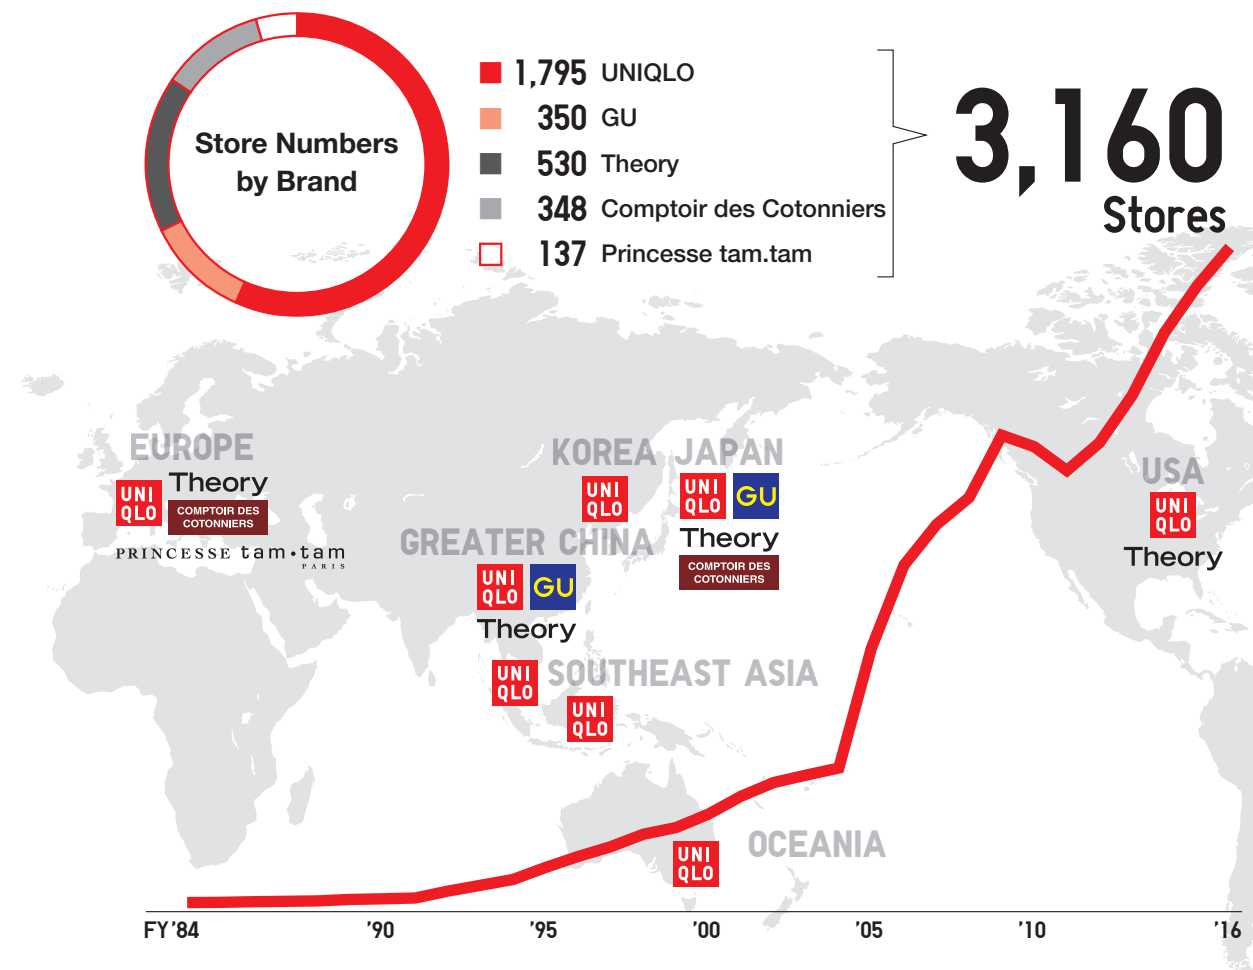 Store Numbers
by Brand
1,795 UNIQLO
350 GU
530 Theory
348 Comptoir des Cotonniers
137 Princesse tam.tam
3,160
Stores
EUROPE
UNI
QLO
Theory
COMPTOIR DES
COTONNIERS
PRINCESSE tam•tam
PARIS
KOREA
UNI
QLO
JAPAN
UNI
QLO
GU
Theory
COMPTOIR DES
COTONNIERS
USA
UNI
QLO
Theory
GREATER CHINA
UNI
QLO
GU
Theory
SOUTHEAST ASIA
UNI
QLO
UNI
QLO
OCEANIA
UNI
QLO
FY'84 '90 '95 '00 '05 '10 '16